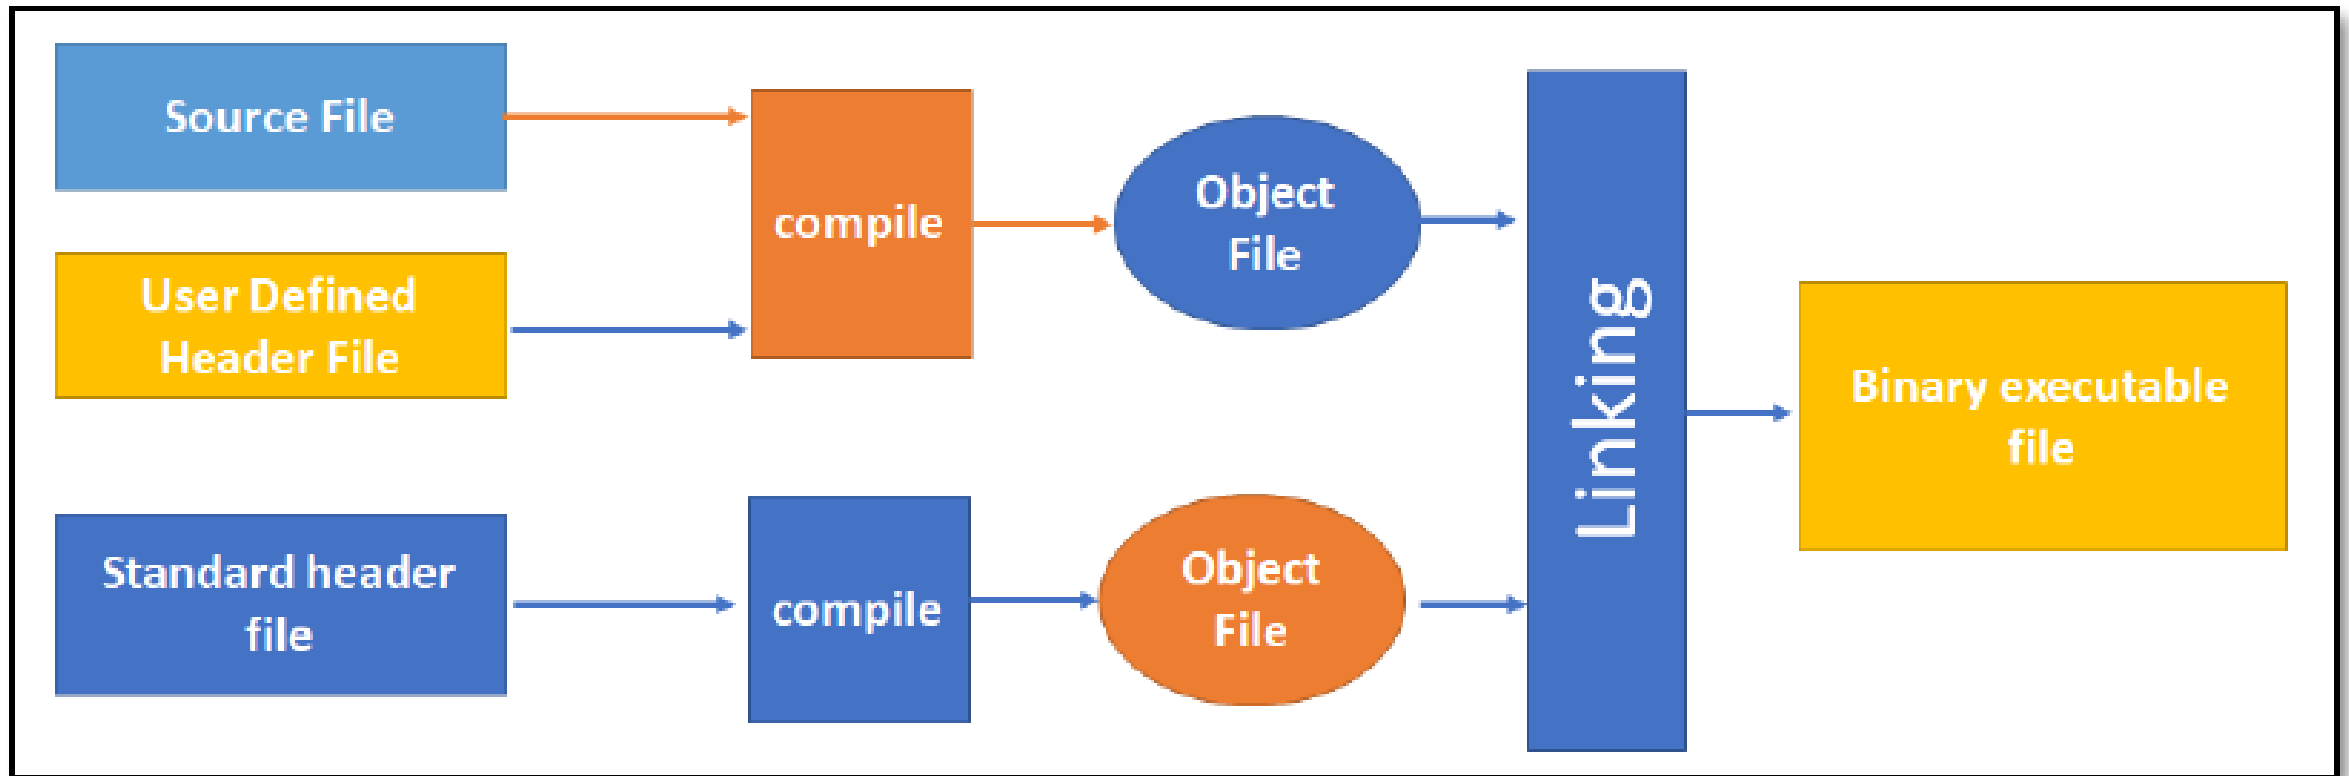 Source File
User Defined
Header File
compile
Object
File
Standard header
file
compile
Object
File
Linking
Binary executable
file